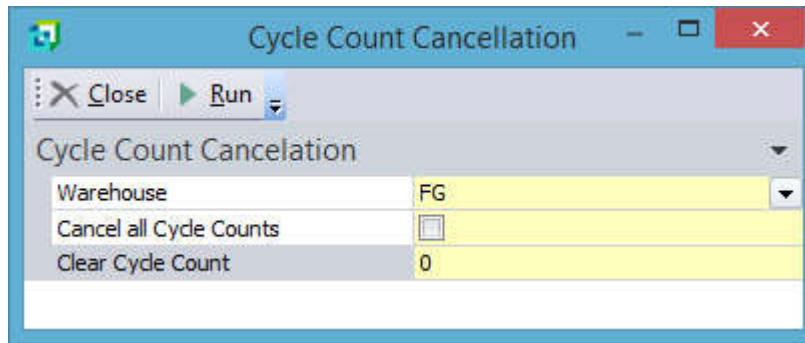 Cycle Count Cancellation
Close Run
Cycle Count Cancelation
Warehouse FG
Cancel all Cycle Counts
Clear Cycle Count 0